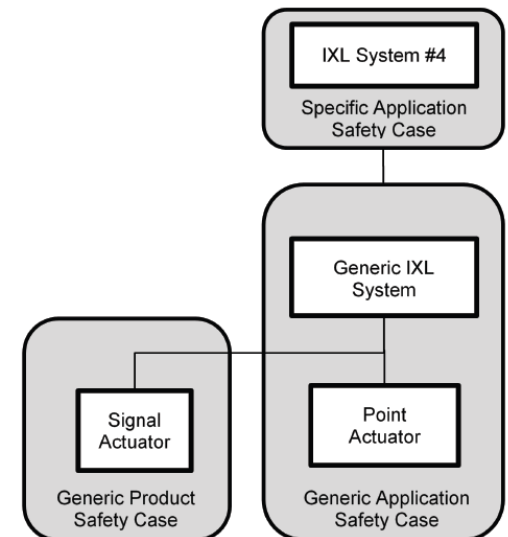 IXL System #4
Specific Application
Safety Case
Generic IXL
System
Signal
Actuator
Point
Actuator
Generic Product
Safety Case
Generic Application
Safety Case